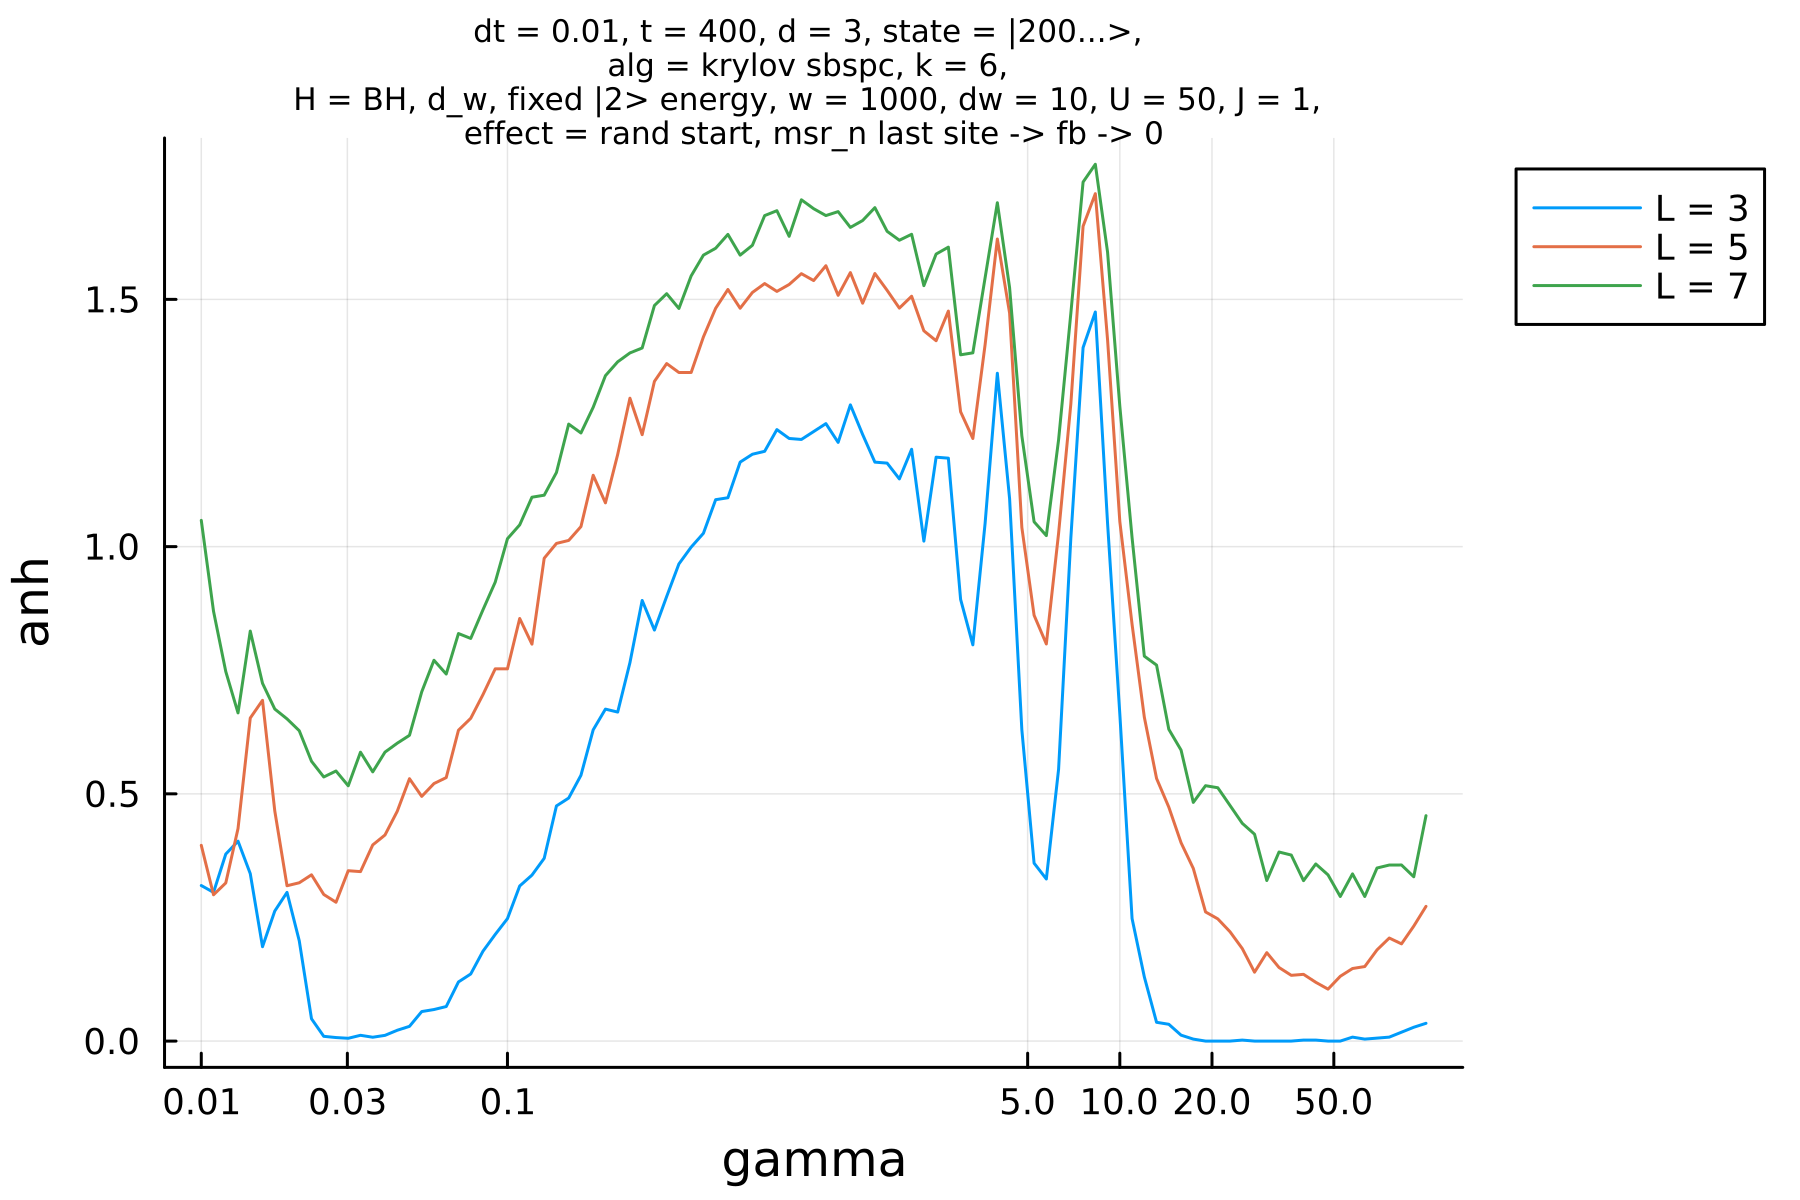 dt = 0.01, t = 400, d = 3, state = |200...>,
alg = krylov sbspc, k = 6,
H = BH, d_w, fixed |2> energy, w = 1000, dw = 10, U = 50, J = 1,
effect = rand start, msr_n last site -> fb -> 0
L = 3
L = 5
L = 7
1.5
1.0
0.5
0.0
anh
0.01 0.03 0.1 5.0 10.0 20.0 50.0
gamma